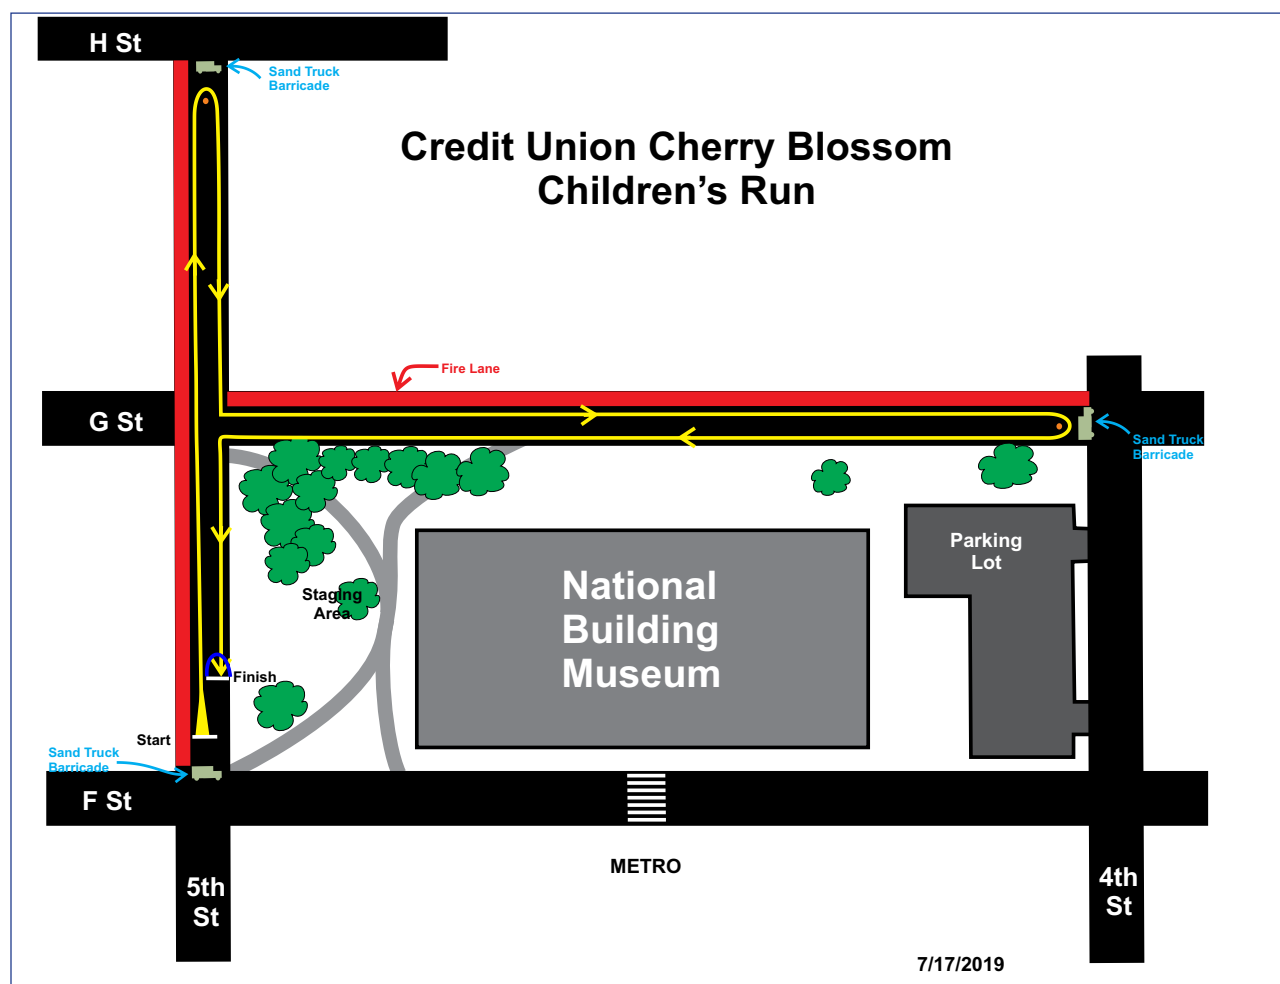 H St
Sand Truck
Barricade
Credit Union Cherry Blossom
Children’s Run
Fire Lane
G St
Sand Truck
Barricade
Parking
Lot
National
Building
Museum
Staging
Area
Finish
Start
Sand Truck
Barricade
F St
METRO
5th
St
4th
St
7/17/2019